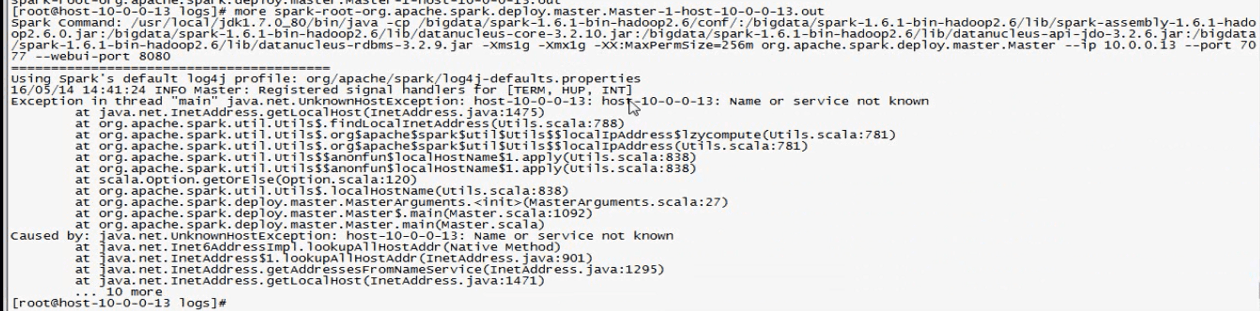 [root@host-10-0-0-13 logs]# more spark-root-org.apache.spark.deploy.master.Master-1-host-10-0-0-13.out
Spark Command: /usr/local/jdk1.7.0_80/bin/java -cp /bigdata/spark-1.6.1-bin-hadoop2.6/conf/:/bigdata/spark-1.6.1-bin-hadoop2.6/lib/spark-assembly-1.6.1-hado
op2.6.0.jar:/bigdata/spark-1.6.1-bin-hadoop2.6/lib/datanucleus-core-3.2.10.jar:/bigdata/spark-1.6.1-bin-hadoop2.6/lib/datanucleus-api-jdo-3.2.6.jar:/bigdata
/spark-1.6.1-bin-hadoop2.6/lib/datanucleus-rdbms-3.2.9.jar -Xms1g -Xmx1g -XX:MaxPermSize=256m org.apache.spark.deploy.master.Master --ip 10.0.0.13 --port 70
77 --webui-port 8080
========================================
Using Spark's default log4j profile: org/apache/spark/log4j-defaults.properties
16/05/14 14:41:24 INFO Master: Registered signal handlers for [TERM, HUP, INT]
Exception in thread "main" java.net.UnknownHostException: host-10-0-0-13: host-10-0-0-13: Name or service not known
at java.net.InetAddress.getLocalHost(InetAddress.java:1475)
at org.apache.spark.util.Utils$.findLocalInetAddress(Utils.scala:788)
at org.apache.spark.util.Utils$.org$apache$spark$util$Utils$$localIpAddress$lzycompute(Utils.scala:781)
at org.apache.spark.util.Utils$.org$apache$spark$util$Utils$$localIpAddress(Utils.scala:781)
at org.apache.spark.util.Utils$$anonfun$localHostName$1.apply(Utils.scala:838)
at org.apache.spark.util.Utils$$anonfun$localHostName$1.apply(Utils.scala:838)
at scala.Option.getOrElse(Option.scala:120)
at org.apache.spark.util.Utils$.localHostName(Utils.scala:838)
at org.apache.spark.deploy.master.MasterArguments.<init>(MasterArguments.scala:27)
at org.apache.spark.deploy.master.Master$.main(Master.scala:1092)
at org.apache.spark.deploy.master.Master.main(Master.scala)
Caused by: java.net.UnknownHostException: host-10-0-0-13: Name or service not known
at java.net.Inet6AddressImpl.lookupAllHostAddr(Native Method)
at java.net.InetAddress$1.lookupAllHostAddr(InetAddress.java:901)
at java.net.InetAddress.getAddressesFromNameService(InetAddress.java:1295)
at java.net.InetAddress.getLocalHost(InetAddress.java:1471)
... 10 more
[root@host-10-0-0-13 logs]#